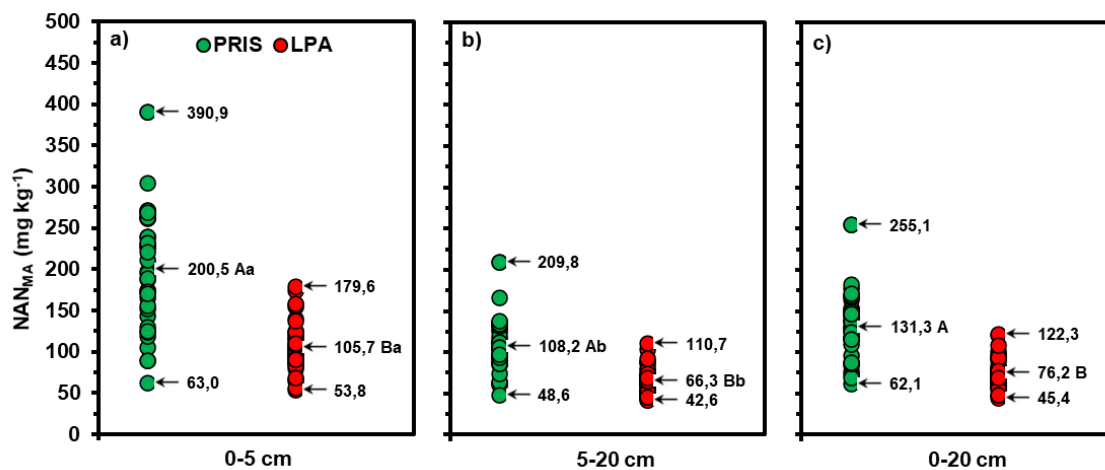 a)
PRIS LPA
b)
c)
NAN_MA (mg kg⁻¹)
500
450
400
350
300
250
200
150
100
50
0
390,9
200,5 Aa
63,0
179,6
105,7 Ba
53,8
209,8
108,2 Ab
48,6
110,7
66,3 Bb
42,6
255,1
131,3 A
62,1
122,3
76,2 B
45,4
0-5 cm
5-20 cm
0-20 cm